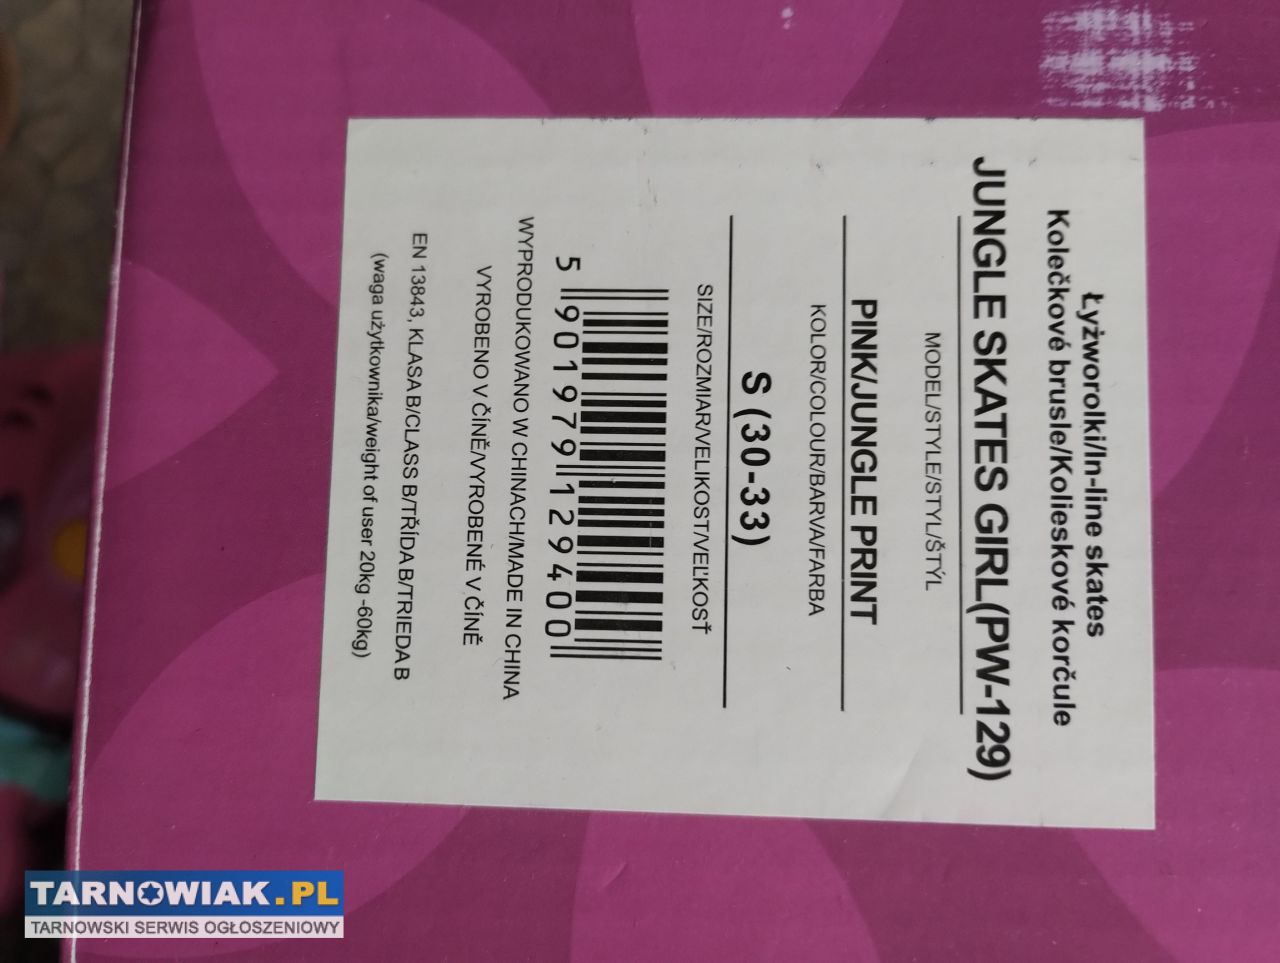 Łyżworolki/In-line skates
Kolečkové brusle/Kolieskové korčule
JUNGLE SKATES GIRL(PW-129)
MODEL/STYLE/STYL/ŠTÝL
PINK/JUNGLE PRINT
KOLOR/COLOUR/BARVA/FARBA
S (30-33)
SIZE/ROZMIAR/VELIKOST/VEĽKOSŤ
5 901979 129400
WYPRODUKOWANO W CHINACH/MADE IN CHINA
VYROBENO V ČÍNĚ/VYROBENÉ V ČÍNĚ
EN 13843, KLASA B/CLASS B/TŘÍDA B/TRIEDA B
(waga użytkownika/weight of user 20kg -60kg)
TARNOWIAK.PL
TARNOWSKI SERWIS OGŁOSZENIOWY